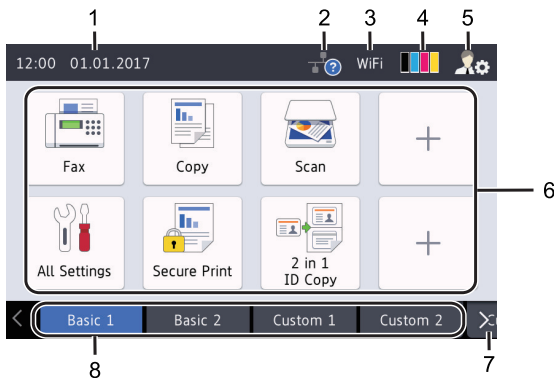 1 2 3 4 5
12:00 01.01.2017 ? WiFi
Fax Copy Scan +
6
All Settings Secure Print 2 in 1 ID Copy +
Basic 1 Basic 2 Custom 1 Custom 2
8 7